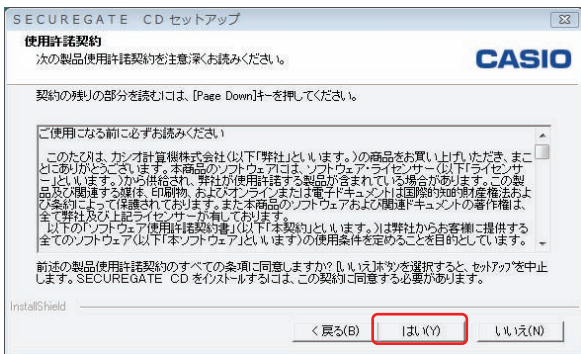 SECUREGATE CD セットアップ
使用許諾契約
次の製品使用許諾契約を注意深くお読みください。
CASIO
契約の残りの部分を読むには、[Page Down]キーを押してください。
ご使用になる前に必ずお読みください
このたびは、カシオ計算機株式会社(以下「弊社」といいます。)の商品をお買い上げいただき、まこ
とにありがとうございます。本商品のソフトウェアには、ソフトウェア・ライセンサー(以下「ライセンサ
ー」といいます。)から供給され、弊社が使用許諾する製品が含まれている場合があります。この製
品及び関連する媒体、印刷物、およびオンラインまたは電子ドキュメントは国際的知的財産権法およ
び条約によって保護されております。また本商品のソフトウェアおよび関連ドキュメントの著作権は、
全て弊社及び上記ライセンサーが有しております。
以下の「ソフトウェア使用許諾契約書」(以下「本契約」といいます。)は弊社からお客様に提供する
全てのソフトウェア(以下「本ソフトウェア」といいます)の使用条件を定めることを目的としています。
前述の製品使用許諾契約のすべての条項に同意しますか? [いいえ]ボタンを選択すると、セットアップを中止
します。SECUREGATE CD をインストールするには、この契約に同意する必要があります。
InstallShield
< 戻る(B)
はい(Y)
いいえ(N)